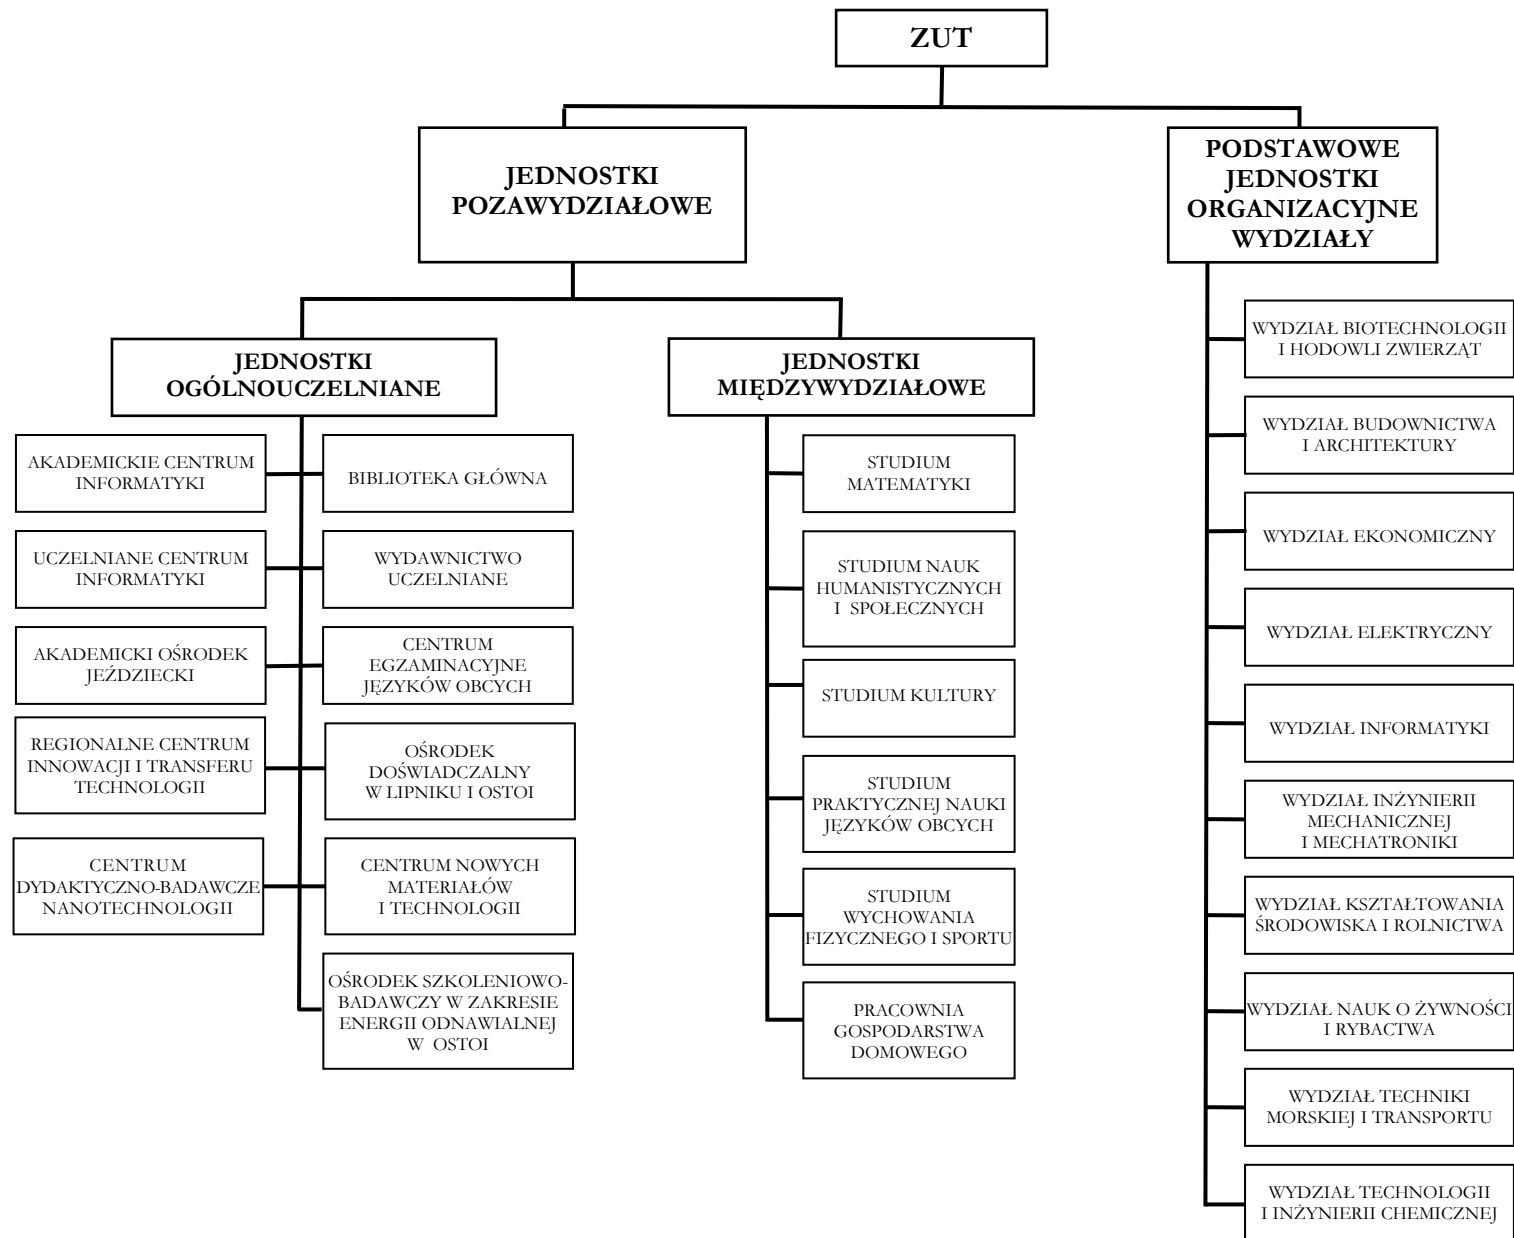 ZUT
JEDNOSTKI
POZAWYDZIAŁOWE
PODSTAWOWE
JEDNOSTKI
ORGANIZACYJNE
WYDZIAŁY
JEDNOSTKI
OGÓLNOUCZELNIANE
AKADEMICKIE CENTRUM
INFORMATYKI
BIBLIOTEKA GŁÓWNA
UCZELNIANE CENTRUM
INFORMATYKI
WYDAWNICTWO
UCZELNIANE
AKADEMICKI OŚRODEK
JEŹDZIECKI
CENTRUM
EGZAMINACYJNE
JĘZYKÓW OBCYCH
REGIONALNE CENTRUM
INNOWACJI I TRANSFERU
TECHNOLOGII
OŚRODEK
DOŚWIADCZALNY
W LIPNIKU I OSTOI
CENTRUM
DYDAKTYCZNO-BADAWCZE
NANOTECHNOLOGII
CENTRUM NOWYCH
MATERIAŁÓW
I TECHNOLOGII
OŚRODEK SZKOLENIOWO-
BADAWCZY W ZAKRESIE
ENERGII ODNAWIALNEJ
W OSTOI
JEDNOSTKI
MIĘDZYWYDZIAŁOWE
STUDIUM
MATEMATYKI
STUDIUM NAUK
HUMANISTYCZNYCH
I SPOŁECZNYCH
STUDIUM KULTURY
STUDIUM
PRAKTYCZNEJ NAUKI
JĘZYKÓW OBCYCH
STUDIUM
WYCHOWANIA
FIZYCZNEGO I SPORTU
PRACOWNIA
GOSPODARSTWA
DOMOWEGO
WYDZIAŁ BIOTECHNOLOGII
I HODOWLI ZWIERZĄT
WYDZIAŁ BUDOWNICTWA
I ARCHITEKTURY
WYDZIAŁ EKONOMICZNY
WYDZIAŁ ELEKTRYCZNY
WYDZIAŁ INFORMATYKI
WYDZIAŁ INŻYNIERII
MECHANICZNEJ
I MECHATRONIKI
WYDZIAŁ KSZTAŁTOWANIA
ŚRODOWISKA I ROLNICTWA
WYDZIAŁ NAUK O ŻYWNOŚCI
I RYBACTWA
WYDZIAŁ TECHNIKI
MORSKIEJ I TRANSPORTU
WYDZIAŁ TECHNOLOGII
I INŻYNIERII CHEMICZNEJ